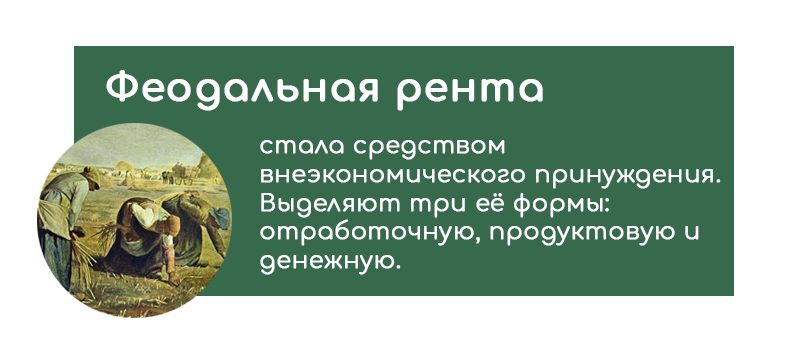 Феодальная рента
стала средством
внеэкономического принуждения.
Выделяют три её формы:
отработочную, продуктовую и
денежную.